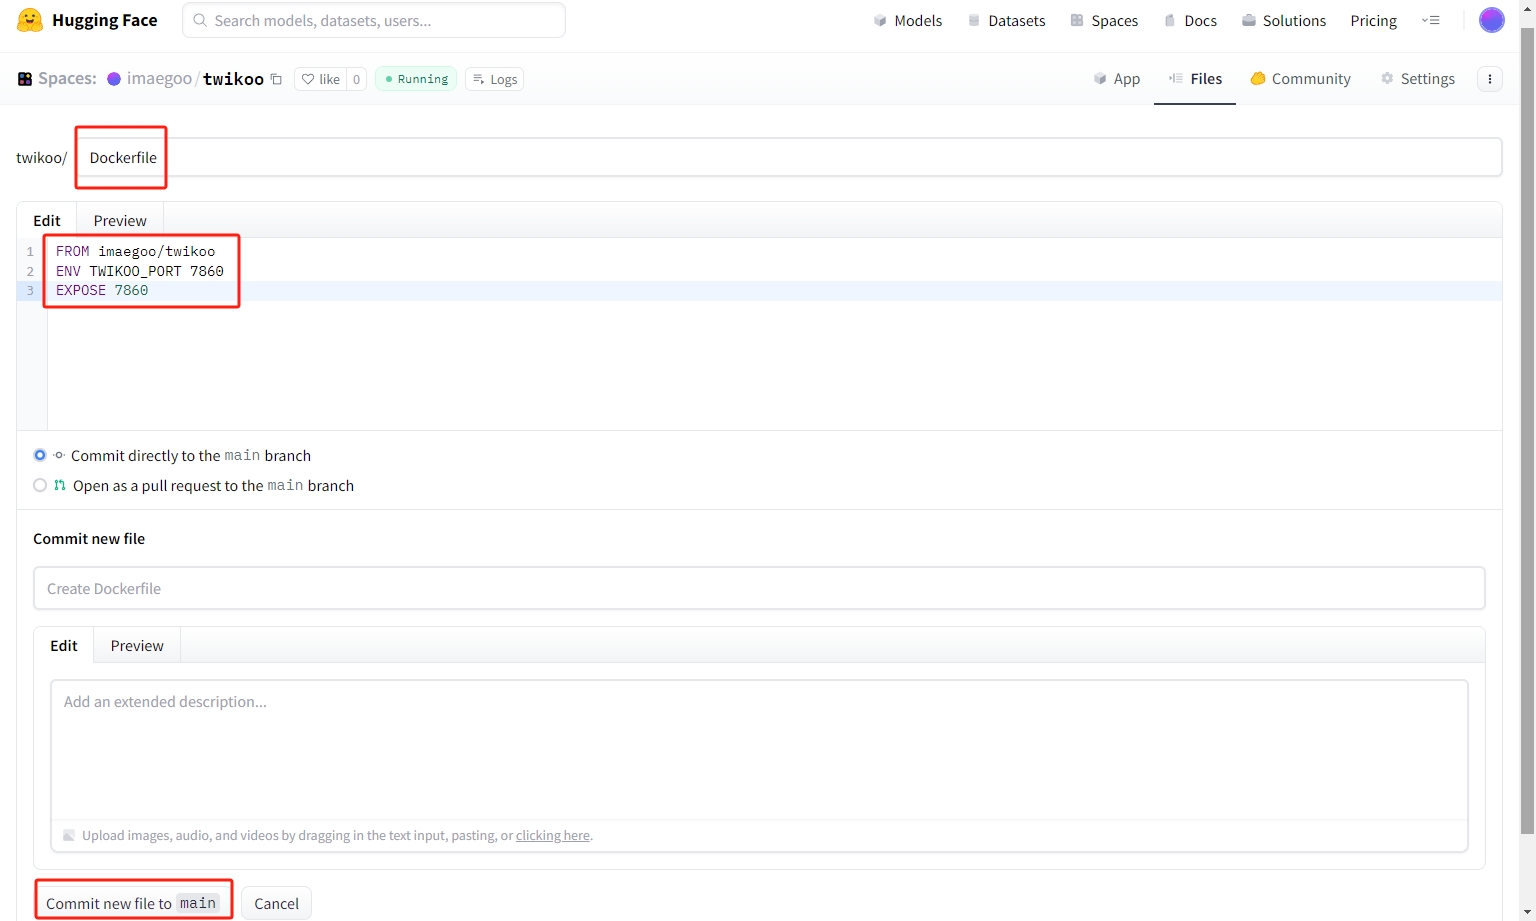 Hugging Face Search models, datasets, users... Models Datasets Spaces Docs Solutions Pricing
Spaces: imaegoo/twikoo like 0 Running Logs App Files Community Settings
twikoo/ Dockerfile
Edit Preview
1 FROM imaegoo/twikoo
2 ENV TWIKOO_PORT 7860
3 EXPOSE 7860
Commit directly to the main branch
Open as a pull request to the main branch
Commit new file
Create Dockerfile
Edit Preview
Add an extended description...
Upload images, audio, and videos by dragging in the text input, pasting, or clicking here.
Commit new file to main Cancel